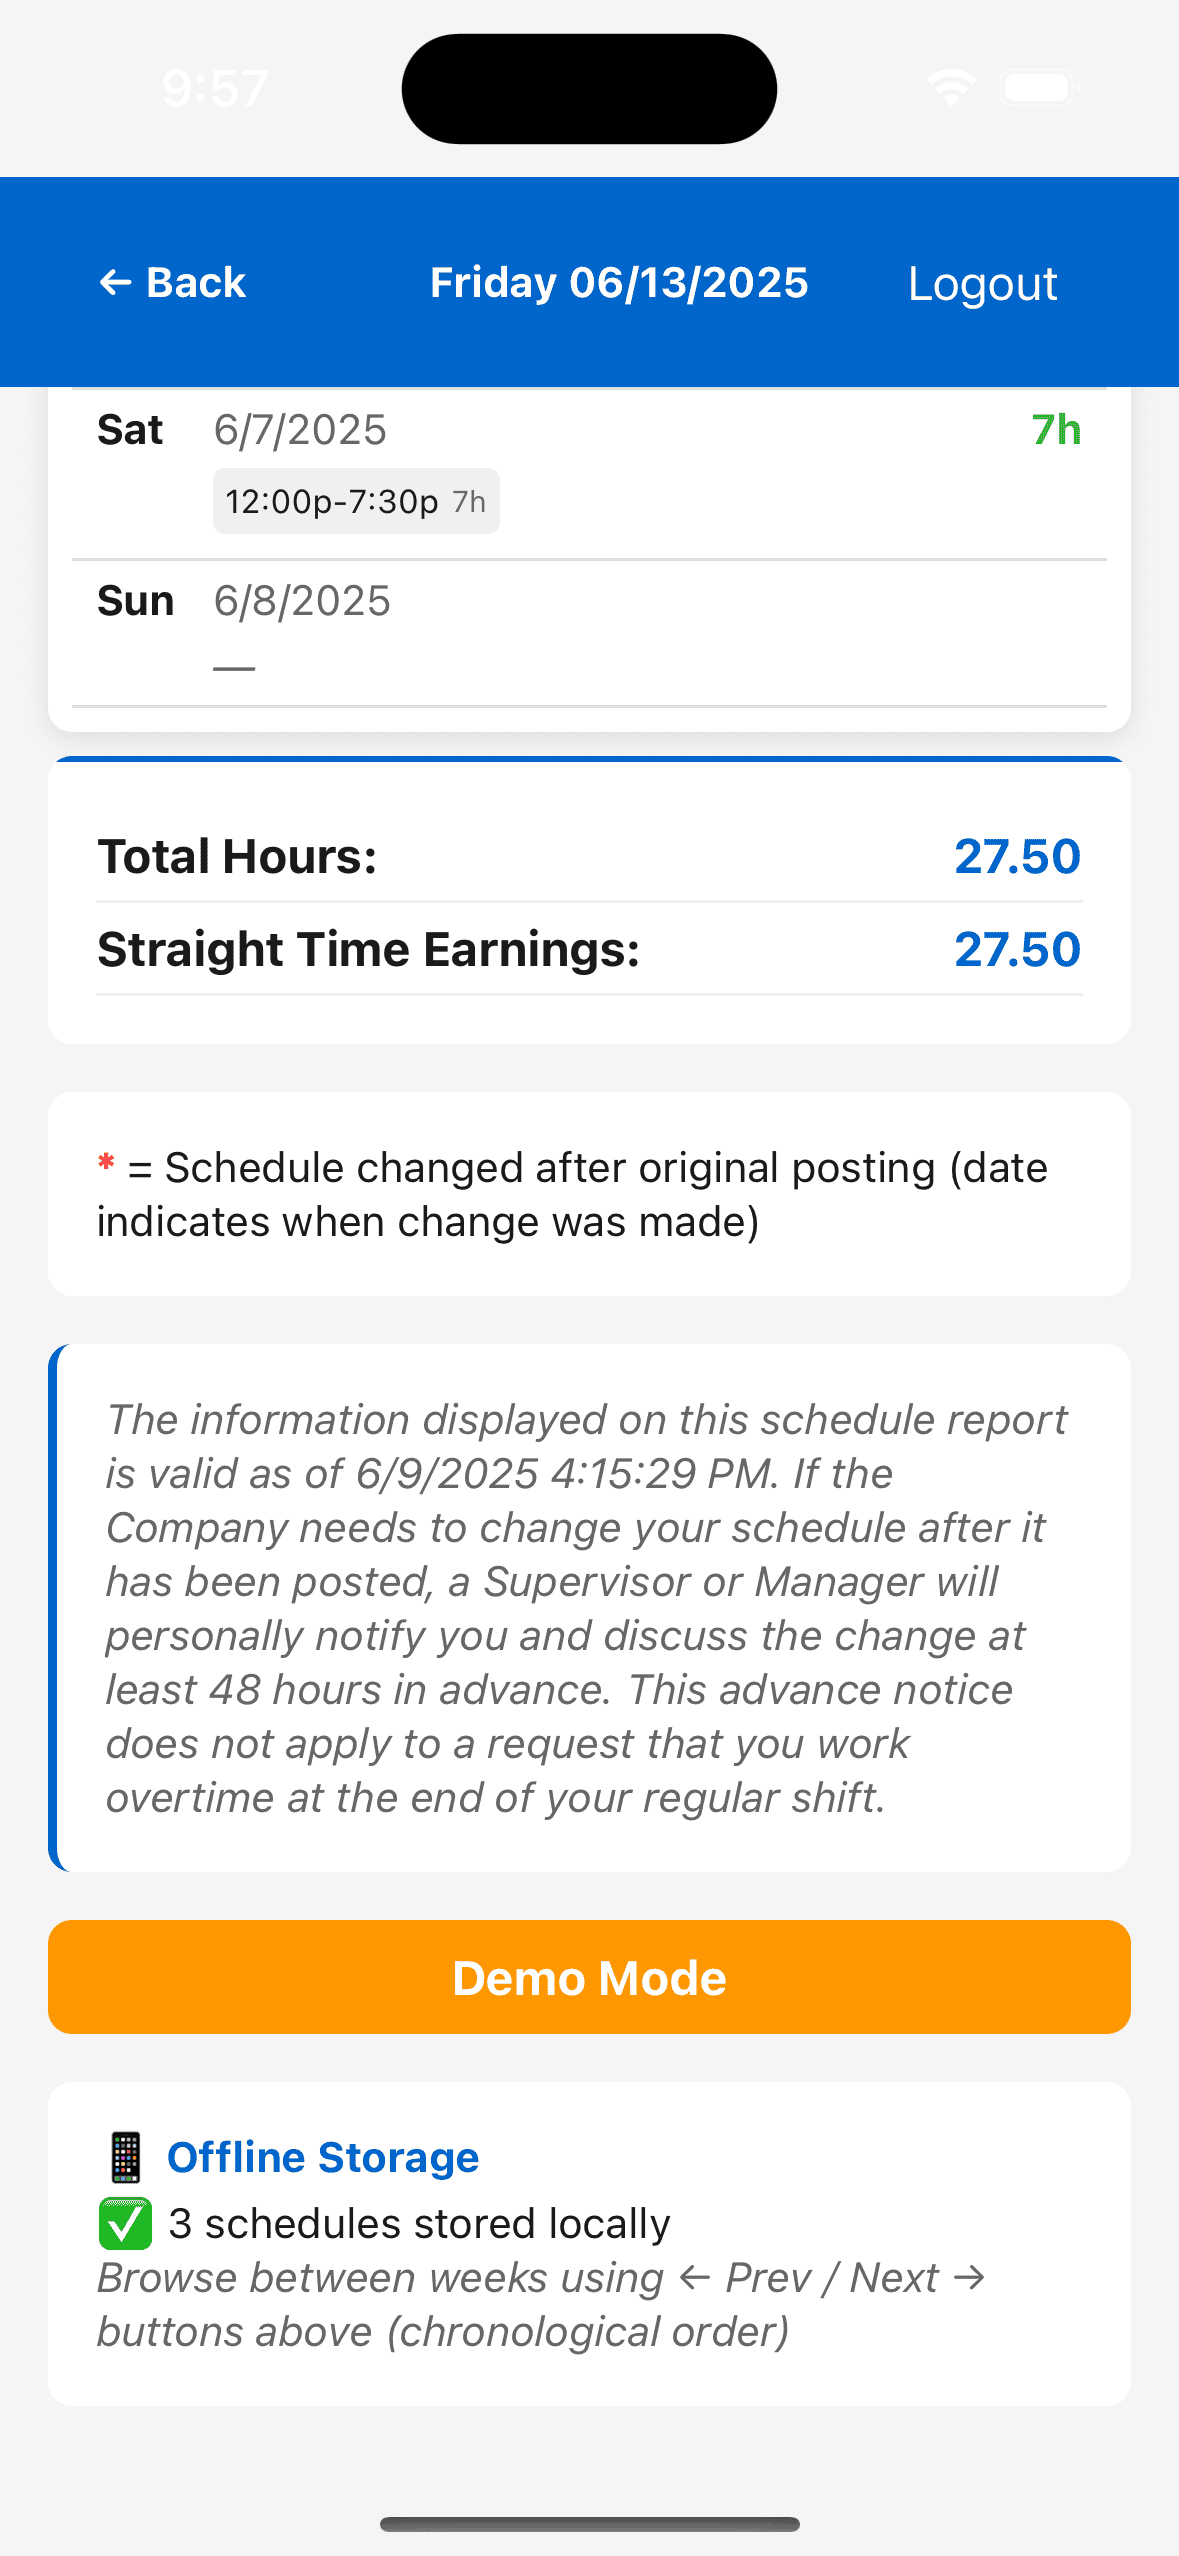 9:57
← Back Friday 06/13/2025 Logout
Sat 6/7/2025 7h
12:00p-7:30p 7h
Sun 6/8/2025
—
Total Hours: 27.50
Straight Time Earnings: 27.50
* = Schedule changed after original posting (date
indicates when change was made)
The information displayed on this schedule report
is valid as of 6/9/2025 4:15:29 PM. If the
Company needs to change your schedule after it
has been posted, a Supervisor or Manager will
personally notify you and discuss the change at
least 48 hours in advance. This advance notice
does not apply to a request that you work
overtime at the end of your regular shift.
Demo Mode
📱 Offline Storage
✅ 3 schedules stored locally
Browse between weeks using ← Prev / Next →
buttons above (chronological order)